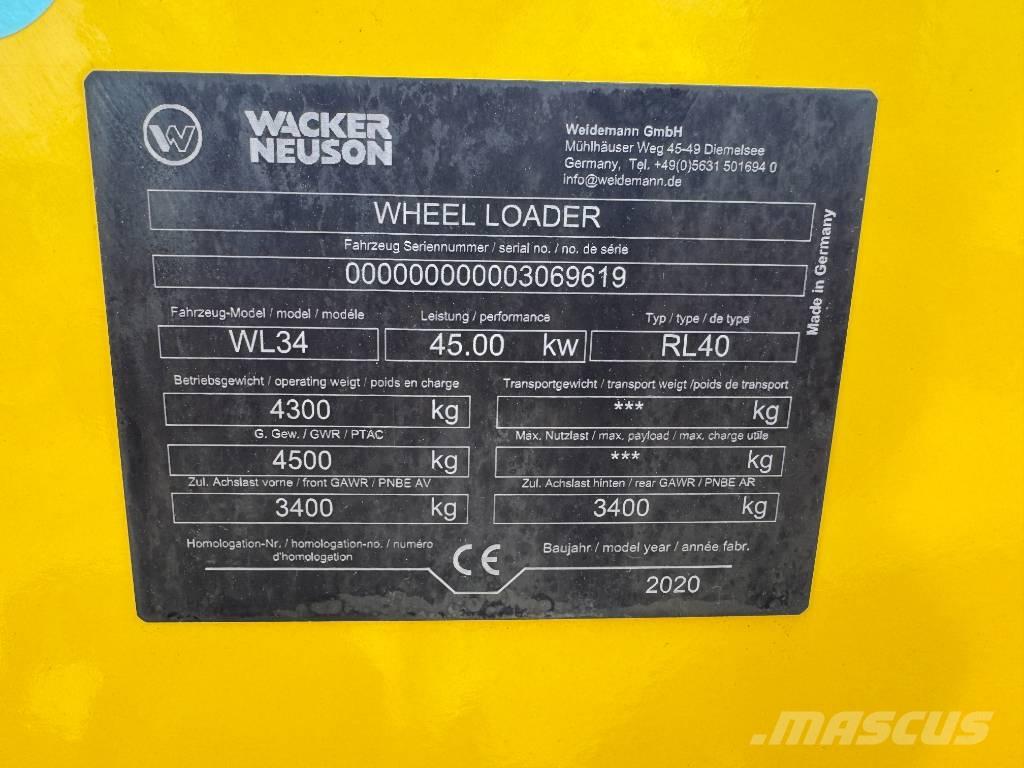 WACKER
NEUSON
Weidemann GmbH
Mühlhäuser Weg 45-49 Diemelsee
Germany, Tel. +49(0)5631 501694 0
info@weidemann.de
WHEEL LOADER
Fahrzeug Seriennummer / serial no. / no. de série
000000000003069619
Made in Germany
Fahrzeug-Model / model / modéle
Leistung / performance
Typ / type / de type
WL34
45.00 kw
RL40
Betriebsgewicht / operating weigt / poids en charge
Transportgewicht / transport weigt /poids de transport
4300 kg
*** kg
G. Gew. / GWR / PTAC
Max. Nutzlast / max. payload / max. charge utile
4500 kg
*** kg
Zul. Achslast vorne / front GAWR / PNBE AV
Zul. Achslast hinten / rear GAWR / PNBE AR
3400 kg
3400 kg
Homologation-Nr. / homologation-no. / numéro
d'homologation
CE
Baujahr / model year / année fabr.
2020
MASCUS